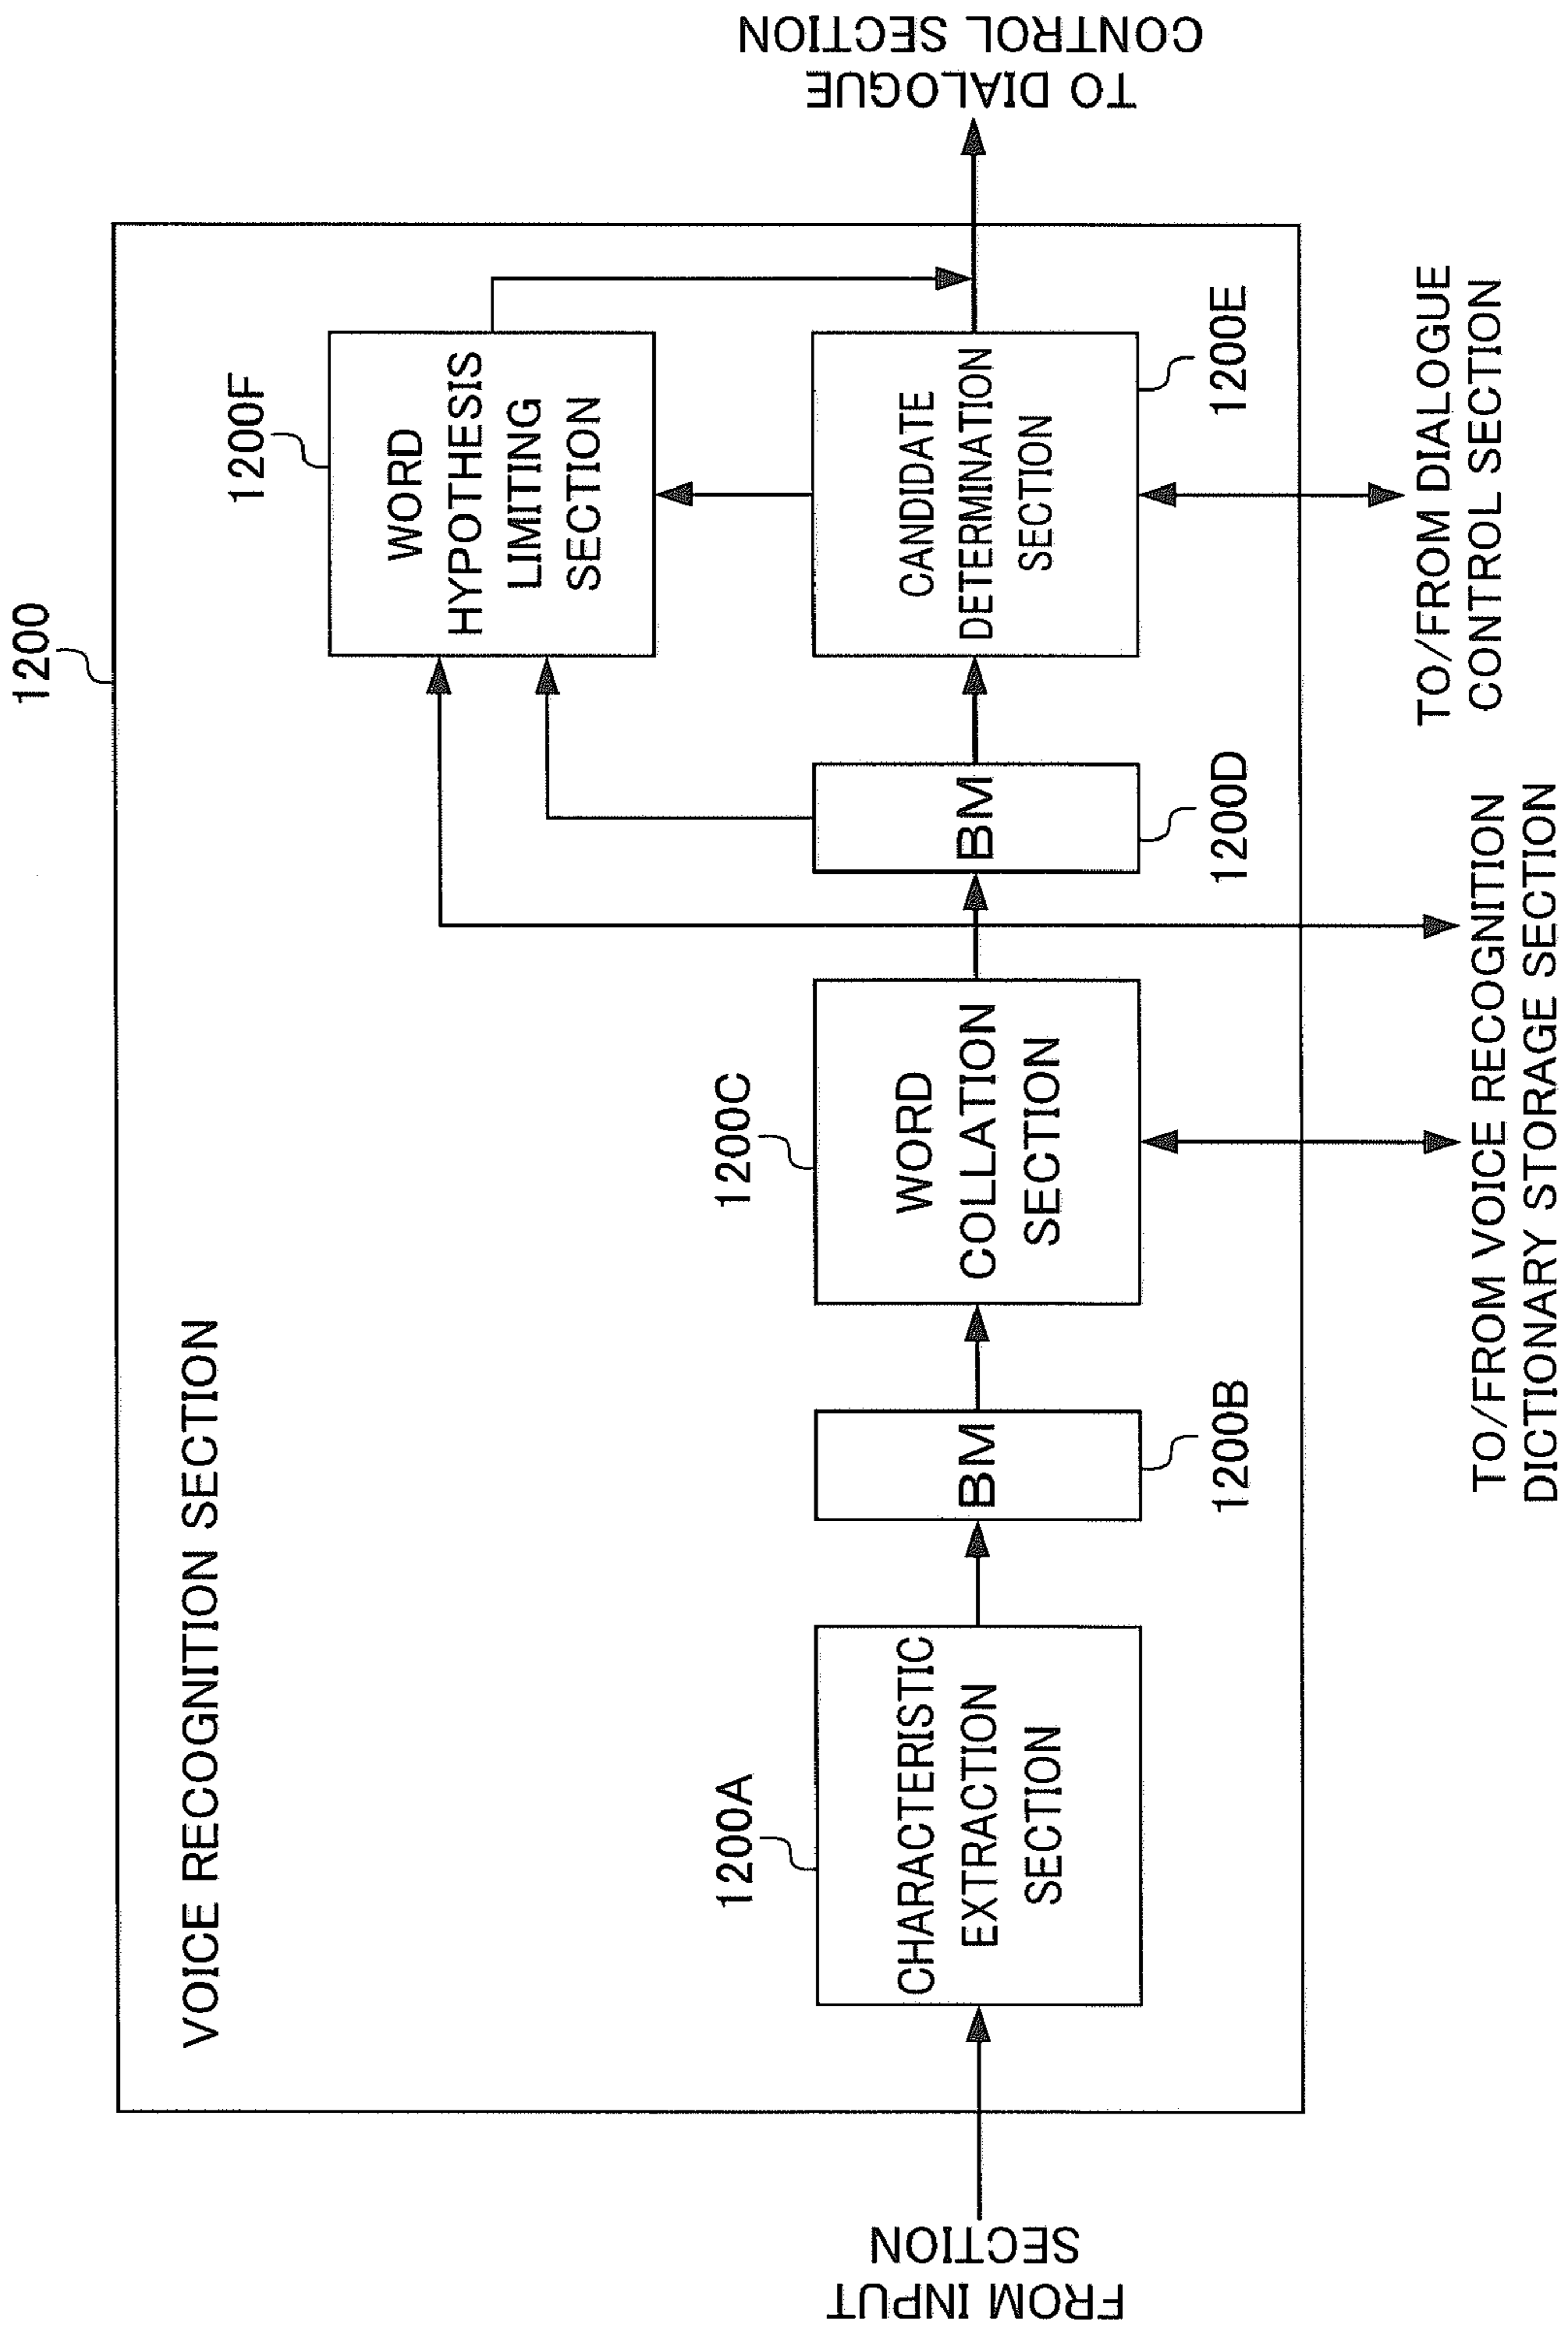 1200
VOICE RECOGNITION SECTION
1200F
WORD
HYPOTHESIS
LIMITING
SECTION
1200A
CHARACTERISTIC
EXTRACTION
SECTION
BM
1200B
1200C
WORD
COLLATION
SECTION
BM
1200D
CANDIDATE
DETERMINATION
SECTION
1200E
FROM INPUT
SECTION
TO DIALOGUE
CONTROL SECTION
TO/FROM VOICE RECOGNITION
DICTIONARY STORAGE SECTION
TO/FROM DIALOGUE
CONTROL SECTION